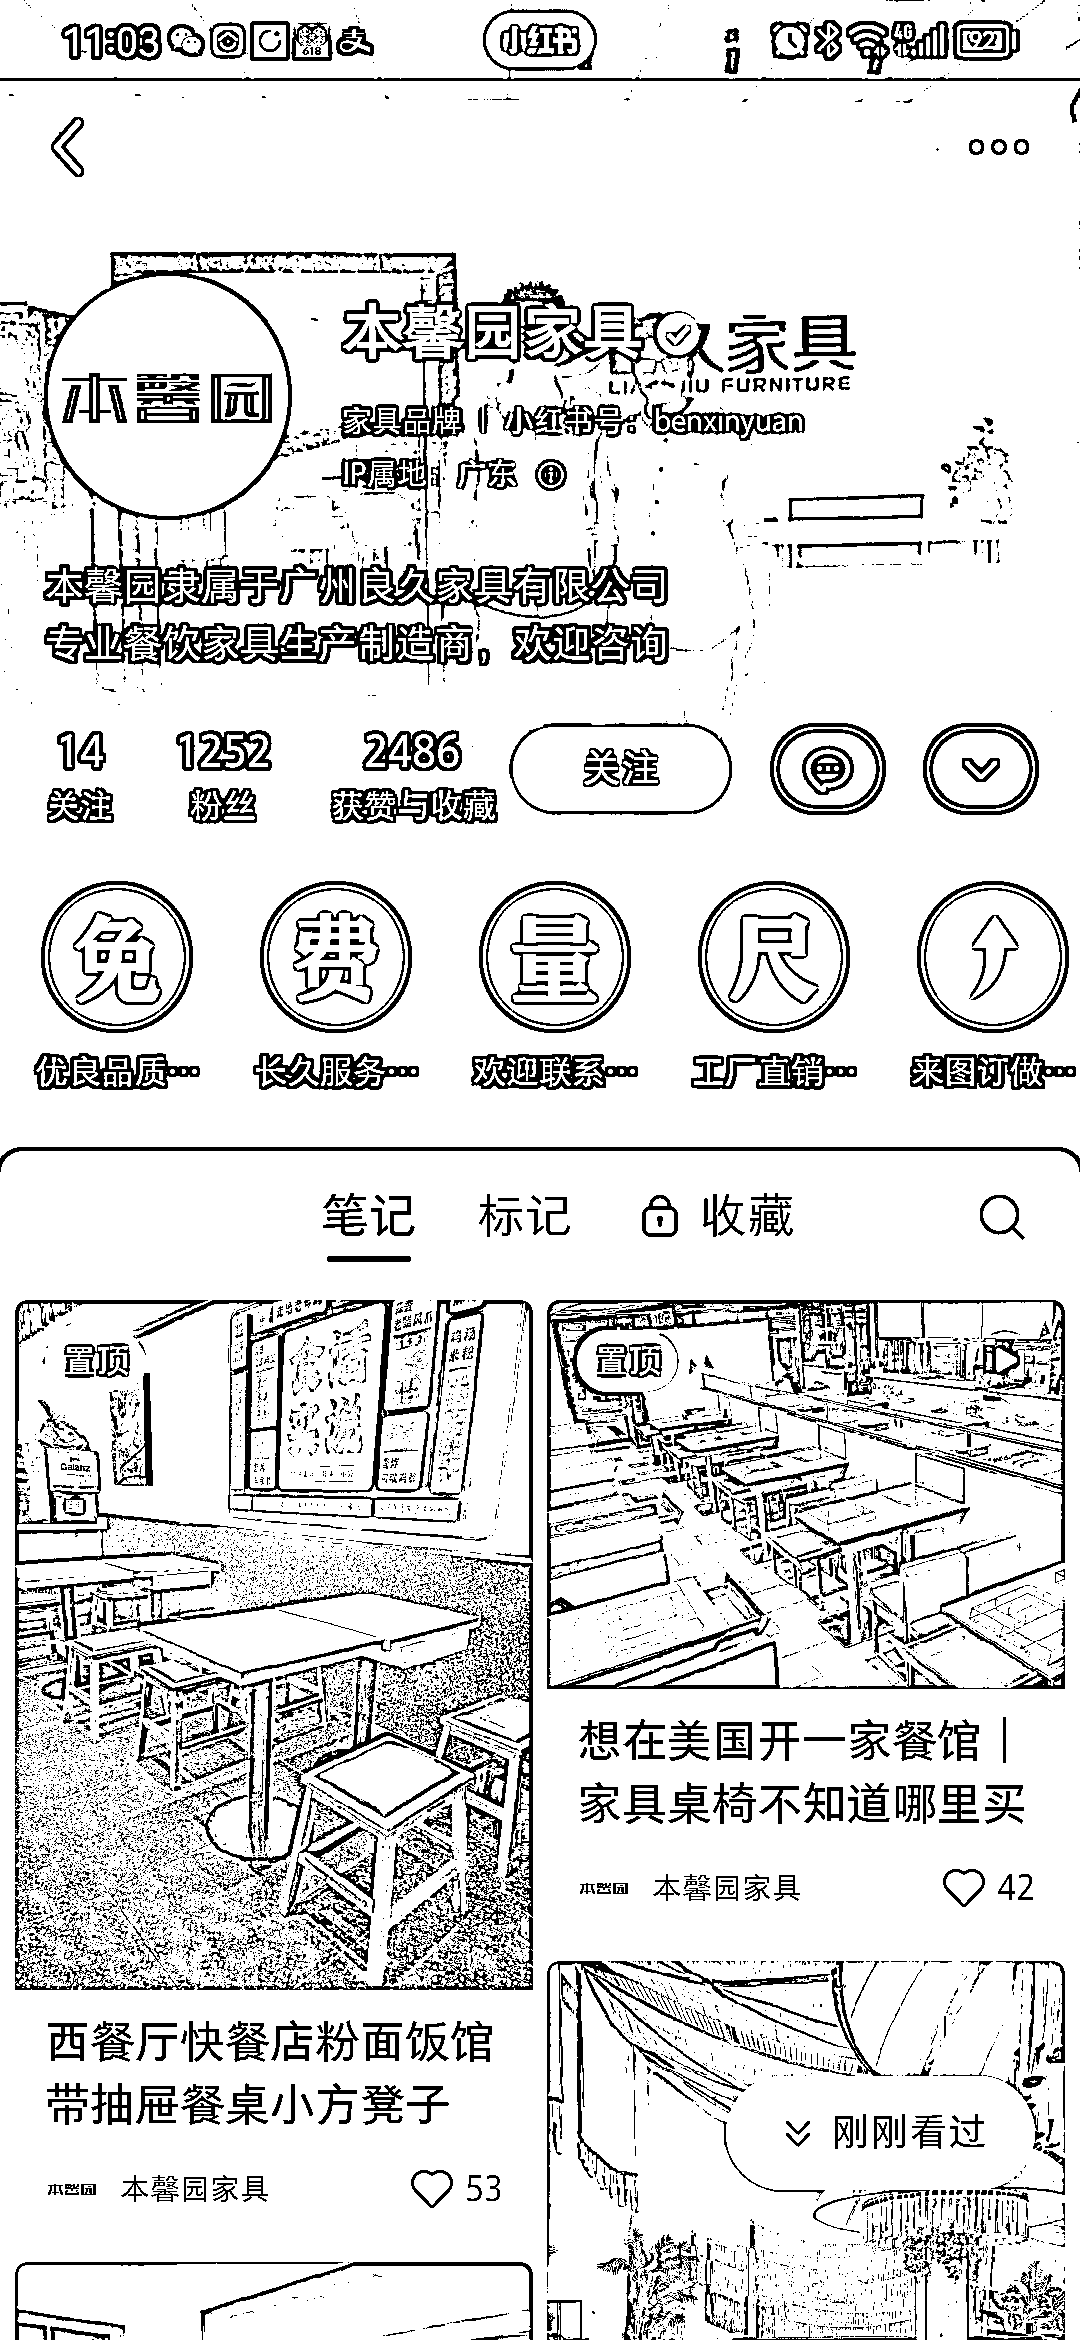 11:03
618
小红书
4G
92
久家具
FURNITURE
本馨园
本馨园家具
家具品牌 | 小红书号：benxinyuan
IP属地：广东
本馨园隶属于广州良久家具有限公司
专业餐饮家具生产制造商，欢迎咨询
14 关注
1252 粉丝
2486 获赞与收藏
关注
免 费 量 尺
优良品质…
长久服务…
欢迎联系…
工厂直销…
来图订做…
笔记 标记 收藏
置顶
Galanz
西餐厅快餐店粉面饭馆
带抽屉餐桌小方凳子
本馨园
本馨园家具
53
置顶
想在美国开一家餐馆｜
家具桌椅不知道哪里买
本馨园
本馨园家具
42
刚刚看过